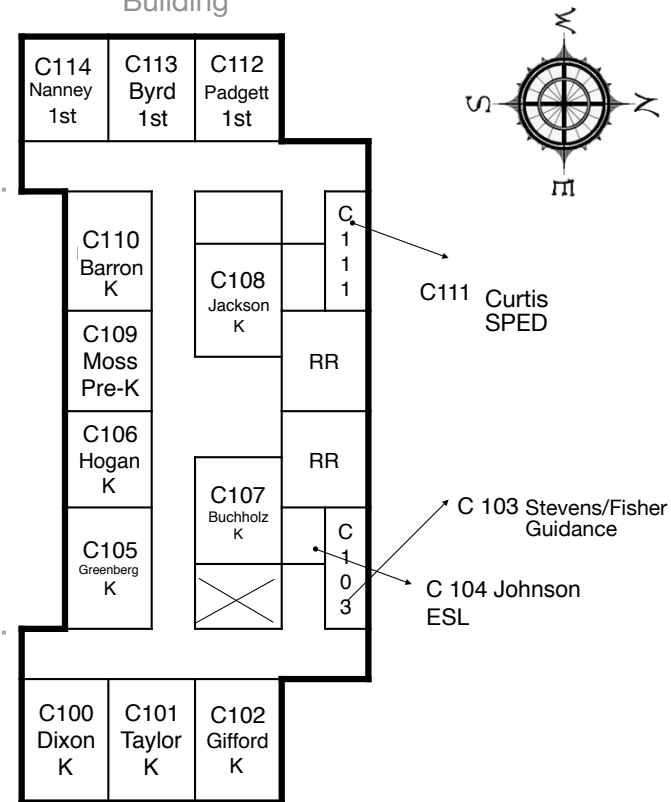 Building
C114
Nanney
1st
C113
Byrd
1st
C112
Padgett
1st
W
S
N
E
C110
Barron
K
C108
Jackson
K
C
1
1
1
C111 Curtis
SPED
C109
Moss
Pre-K
RR
C106
Hogan
K
RR
C107
Buchholz
K
C105
Greenberg
K
C
1
0
3
C 103 Stevens/Fisher
Guidance
C 104 Johnson
ESL
C100
Dixon
K
C101
Taylor
K
C102
Gifford
K